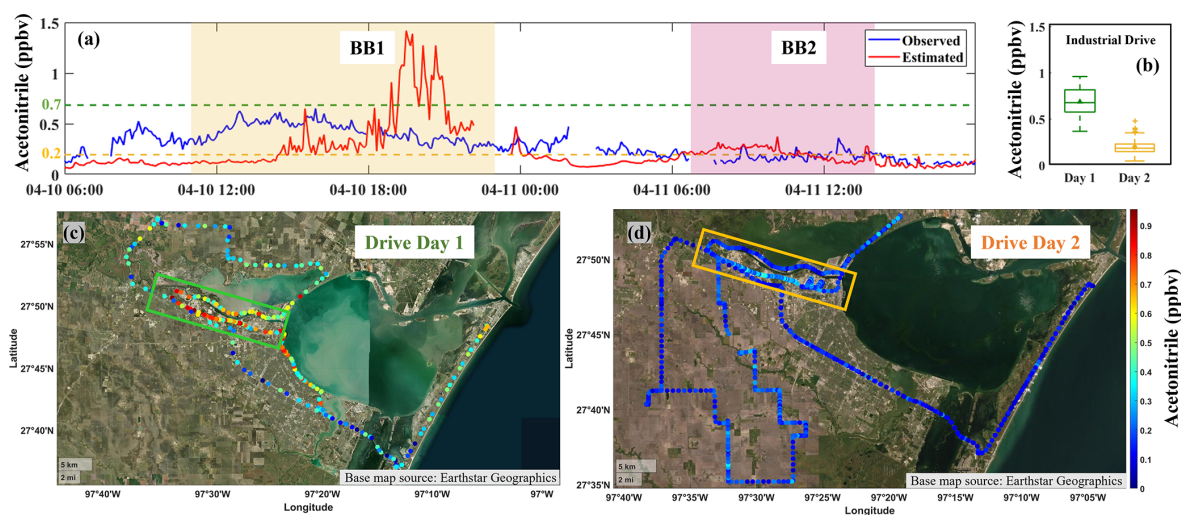 (a)
BB1
BB2
Observed
Estimated
Acetonitrile (ppbv)
1.5
1
0.7
0.5
0.2
0
04-10 06:00
04-10 12:00
04-10 18:00
04-11 00:00
04-11 06:00
04-11 12:00
Industrial Drive
(b)
Acetonitrile (ppbv)
1.5
1
0.5
0
Day 1
Day 2
(c)
Drive Day 1
27°55'N
27°50'N
27°45'N
27°40'N
Latitude
5 km
2 mi
Base map source: Earthstar Geographics
97°40'W
97°30'W
97°20'W
97°10'W
97°W
Longitude
(d)
Drive Day 2
27°50'N
27°45'N
27°40'N
27°35'N
Latitude
5 km
2 mi
Base map source: Earthstar Geographics
97°40'W
97°35'W
97°30'W
97°25'W
97°20'W
97°15'W
97°10'W
97°05'W
Longitude
0.9
0.8
0.7
0.6
0.5
0.4
0.3
0.2
0.1
0
Acetonitrile (ppbv)